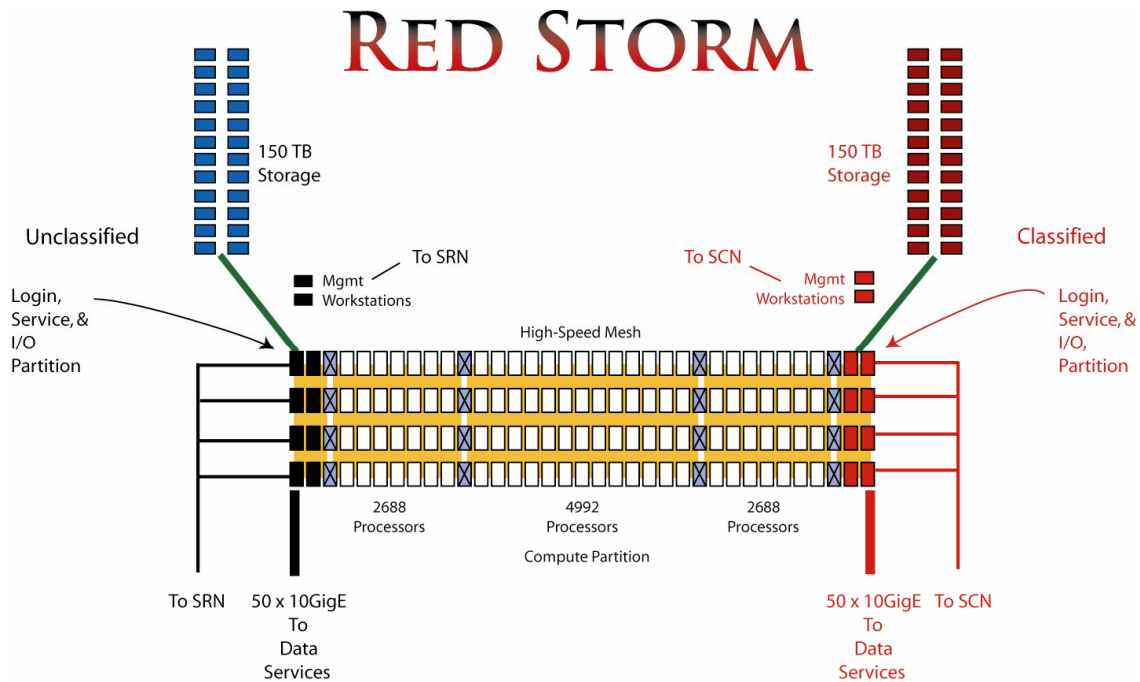 RED STORM
150 TB
Storage
150 TB
Storage
Unclassified
Classified
To SRN
To SCN
Mgmt
Workstations
Mgmt
Workstations
Login,
Service, &
I/O
Partition
Login,
Service, &
I/O,
Partition
High-Speed Mesh
2688
Processors
4992
Processors
2688
Processors
Compute Partition
To SRN
50 x 10GigE
To
Data
Services
50 x 10GigE
To
Data
Services
To SCN